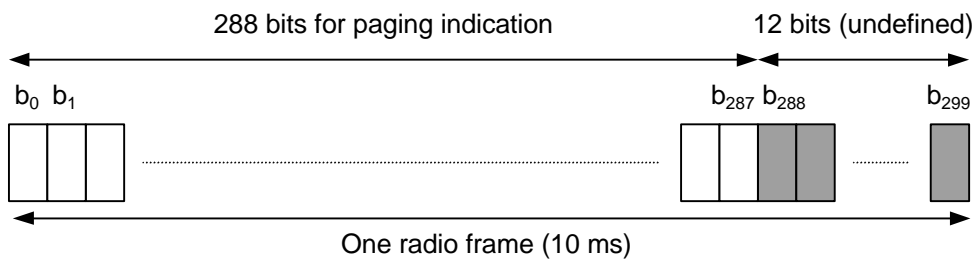 288 bits for paging indication
12 bits (undefined)
b0 b1 b287 b288 b299
One radio frame (10 ms)